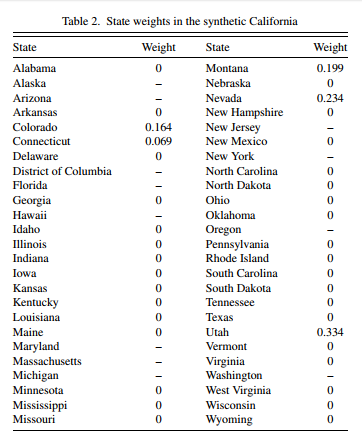 Table 2. State weights in the synthetic California
State Weight State Weight
Alabama 0 Montana 0.199
Alaska – Nebraska 0
Arizona – Nevada 0.234
Arkansas 0 New Hampshire 0
Colorado 0.164 New Jersey –
Connecticut 0.069 New Mexico 0
Delaware 0 New York –
District of Columbia – North Carolina 0
Florida – North Dakota 0
Georgia 0 Ohio 0
Hawaii – Oklahoma 0
Idaho 0 Oregon –
Illinois 0 Pennsylvania 0
Indiana 0 Rhode Island 0
Iowa 0 South Carolina 0
Kansas 0 South Dakota 0
Kentucky 0 Tennessee 0
Louisiana 0 Texas 0
Maine 0 Utah 0.334
Maryland – Vermont 0
Massachusetts – Virginia 0
Michigan – Washington –
Minnesota 0 West Virginia 0
Mississippi 0 Wisconsin 0
Missouri 0 Wyoming 0